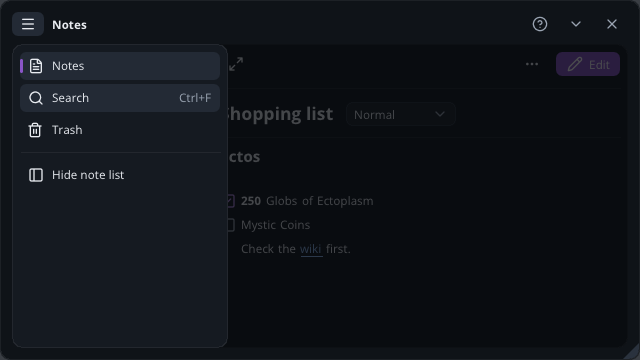 Notes
Notes
Search Ctrl+F
Trash
Hide note list
Edit
hopping list Normal
ctos
250 Globs of Ectoplasm
Mystic Coins
Check the wiki first.